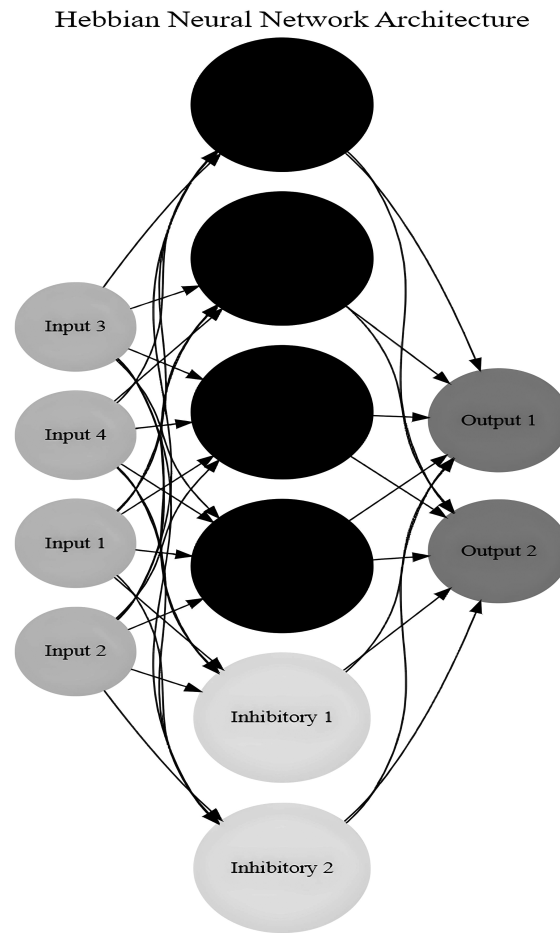 Hebbian Neural Network Architecture
Input 3
Input 4
Input 1
Input 2
Inhibitory 1
Inhibitory 2
Output 1
Output 2